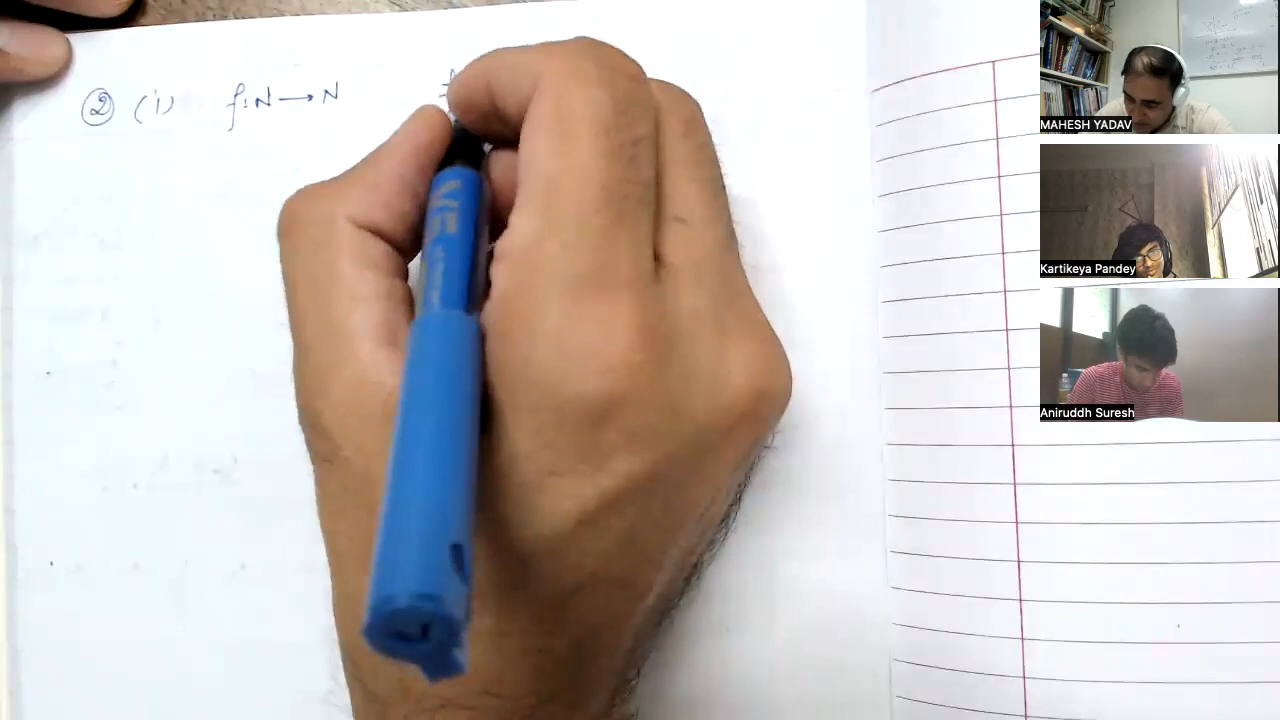 ② (i) f: N → N
MAHESH YADAV
Kartikeya Pandey
Aniruddh Suresh